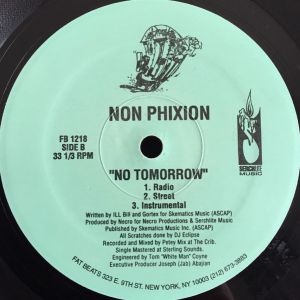 NON PHIXION
FB 1218
SIDE B
33 1/3 RPM
SERCHLITE
MUSIC
"NO TOMORROW"
1. Radio
2. Street
3. Instrumental
Written by ILL Bill and Gortex for Skematics Music (ASCAP)
Produced by Necro for Necro Productions & Serchlite Music
Published by Skematics Music Inc. (ASCAP)
All Scratches done by DJ Eclipse
Recorded and Mixed by Petey Mix at The Crib.
Single Mastered at Sterling Sounds.
Engineered by Tom "White Man" Coyne
Executive Producer Joseph (Jab) Abajian
FAT BEATS 323 E. 9TH ST. NEW YORK, NY 10003 (212) 673-3883